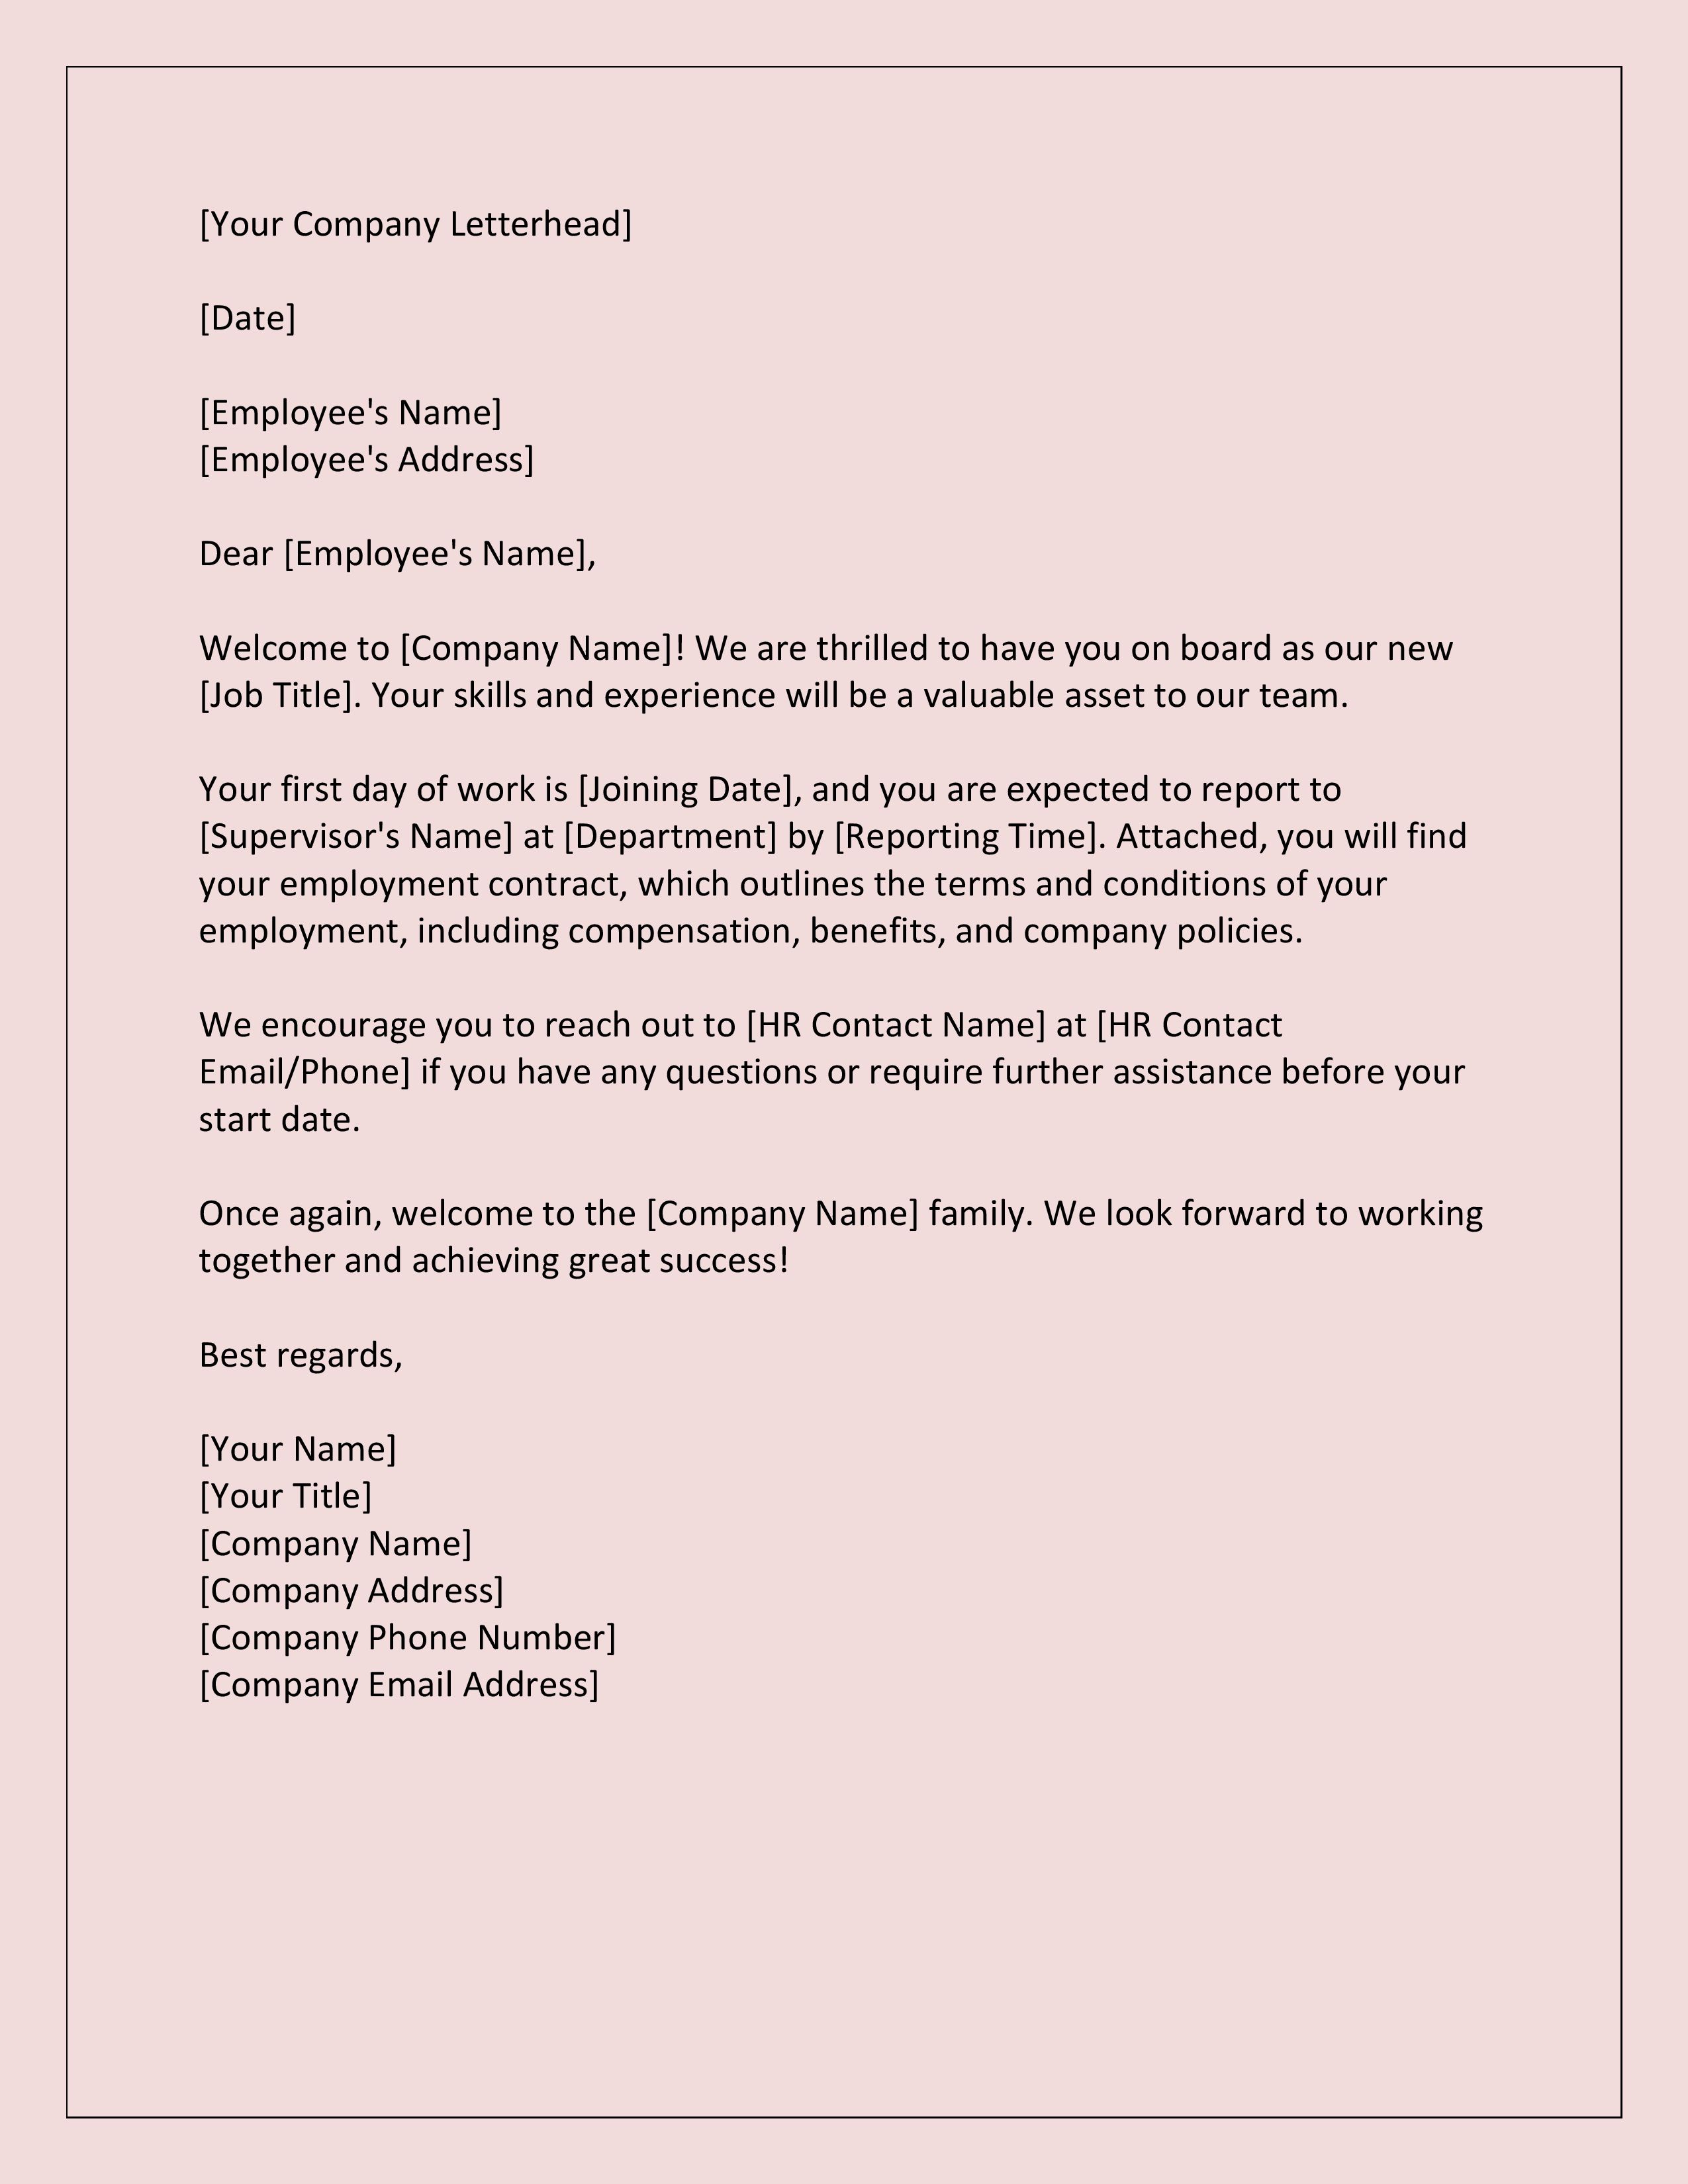 [Your Company Letterhead]
[Date]
[Employee's Name]
[Employee's Address]
Dear [Employee's Name],
Welcome to [Company Name]! We are thrilled to have you on board as our new
[Job Title]. Your skills and experience will be a valuable asset to our team.
Your first day of work is [Joining Date], and you are expected to report to
[Supervisor's Name] at [Department] by [Reporting Time]. Attached, you will find
your employment contract, which outlines the terms and conditions of your
employment, including compensation, benefits, and company policies.
We encourage you to reach out to [HR Contact Name] at [HR Contact
Email/Phone] if you have any questions or require further assistance before your
start date.
Once again, welcome to the [Company Name] family. We look forward to working
together and achieving great success!
Best regards,
[Your Name]
[Your Title]
[Company Name]
[Company Address]
[Company Phone Number]
[Company Email Address]